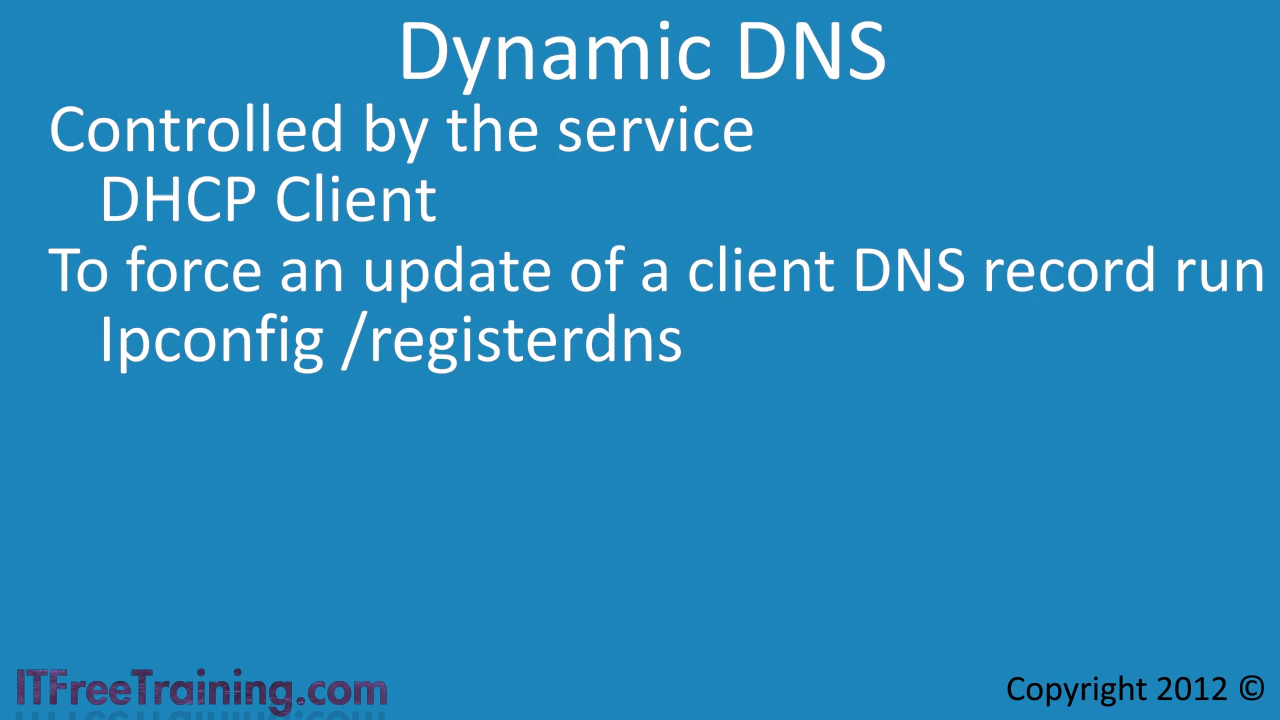 Dynamic DNS
Controlled by the service
DHCP Client
To force an update of a client DNS record run
Ipconfig /registerdns
ITFreeTraining.com
Copyright 2012 ©